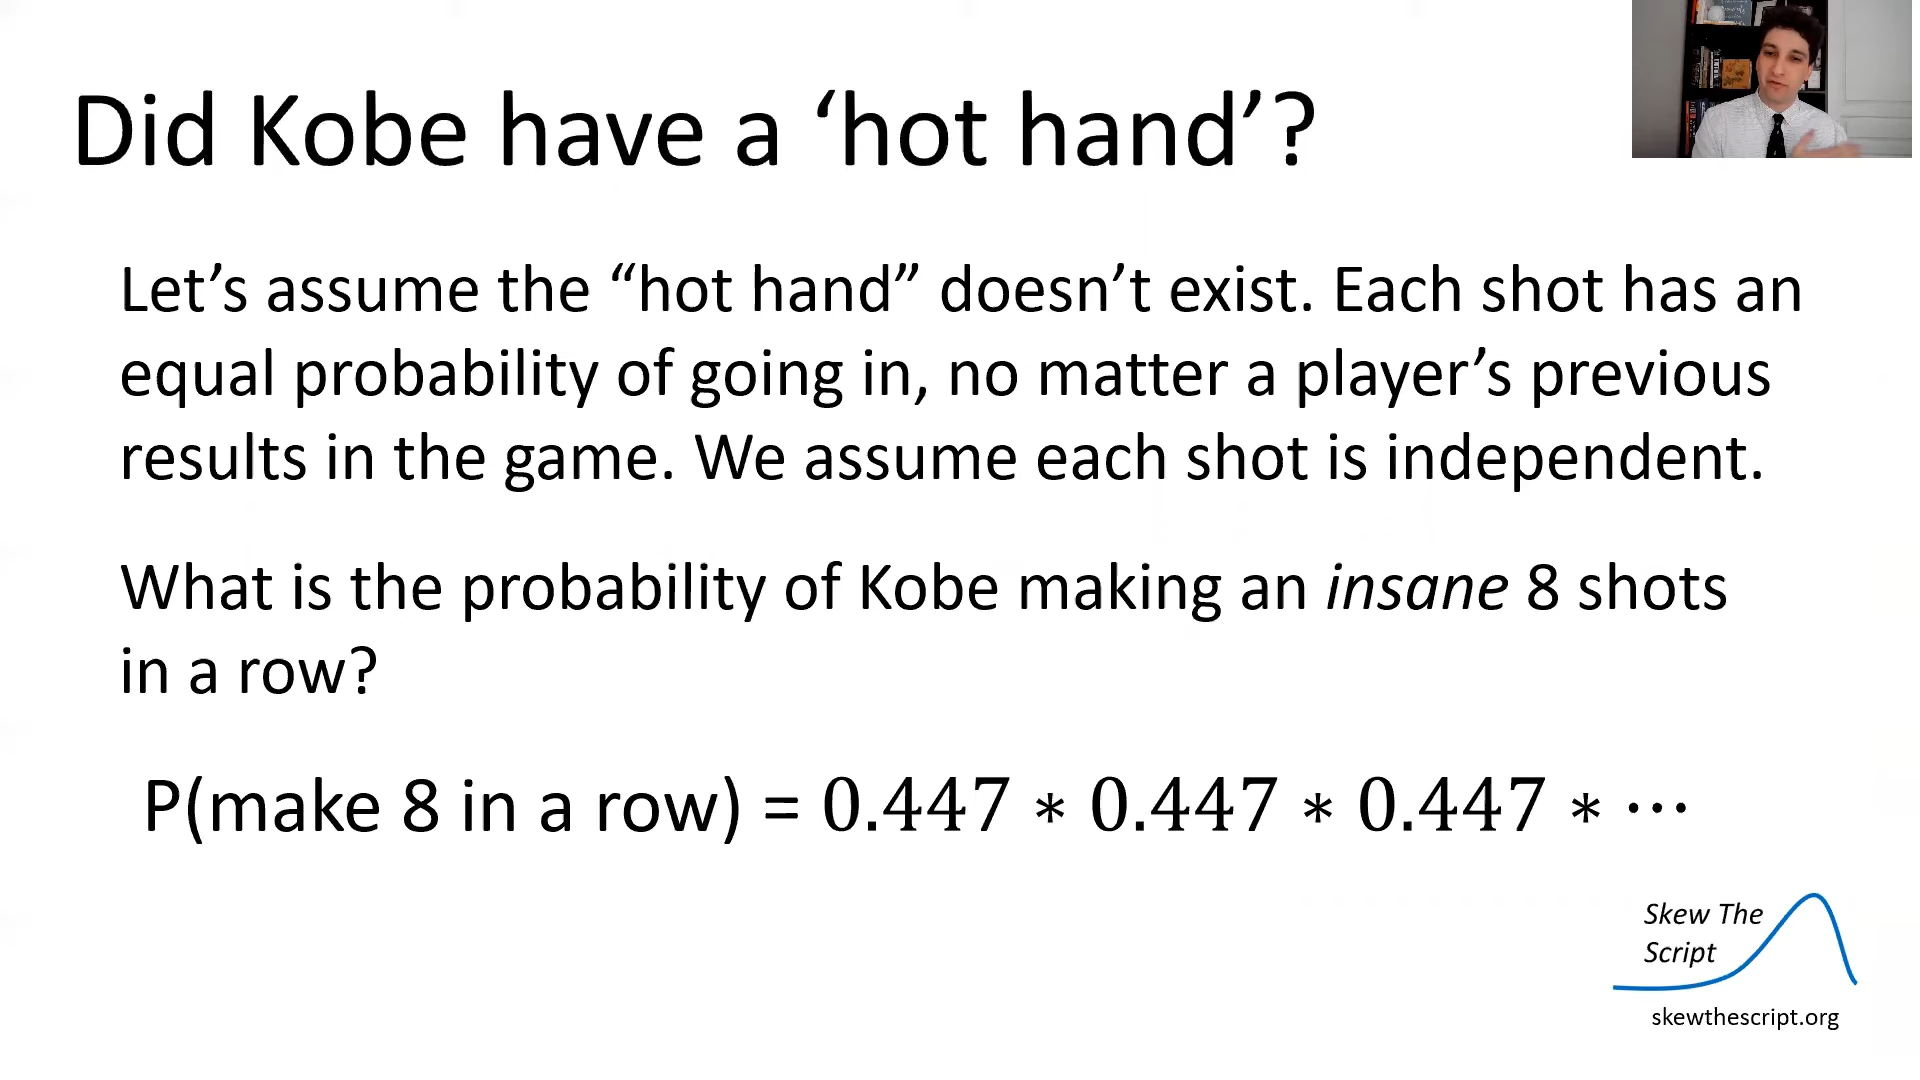 Did Kobe have a ‘hot hand’?
Let’s assume the “hot hand” doesn’t exist. Each shot has an
equal probability of going in, no matter a player’s previous
results in the game. We assume each shot is independent.
What is the probability of Kobe making an insane 8 shots
in a row?
P(make 8 in a row) = 0.447 ∗ 0.447 ∗ 0.447 ∗ ⋯
Skew The
Script
skewthescript.org